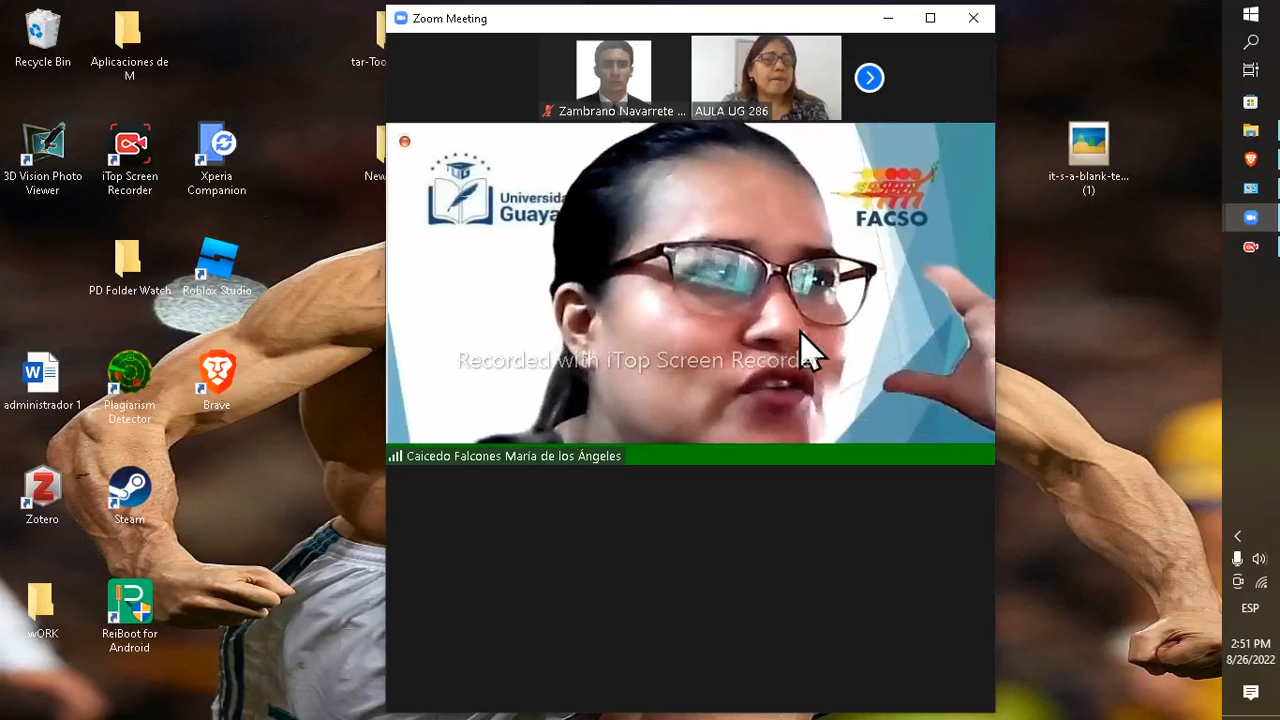 Zoom Meeting
Zambrano Navarrete ...
AULA UG 286
Universida
Guaya
FACSO
Recorded with iTop Screen Recorde
Caicedo Falcones María de los Ángeles
Recycle Bin
Aplicaciones de
M
tar-Too
3D Vision Photo
Viewer
iTop Screen
Recorder
Xperia
Companion
New
it-s-a-blank-te...
(1)
PD Folder Watch
Roblox Studio
administrador 1
Plagiarism
Detector
Brave
Zotero
Steam
wORK
ReiBoot for
Android
ESP
2:51 PM
8/26/2022